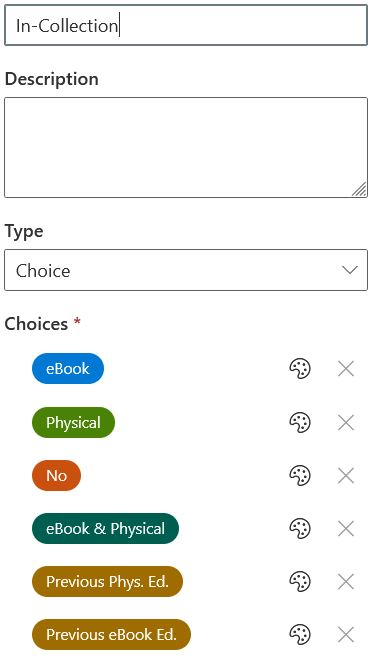 In-Collection
Description
Type
Choice
Choices *
eBook
Physical
No
eBook & Physical
Previous Phys. Ed.
Previous eBook Ed.